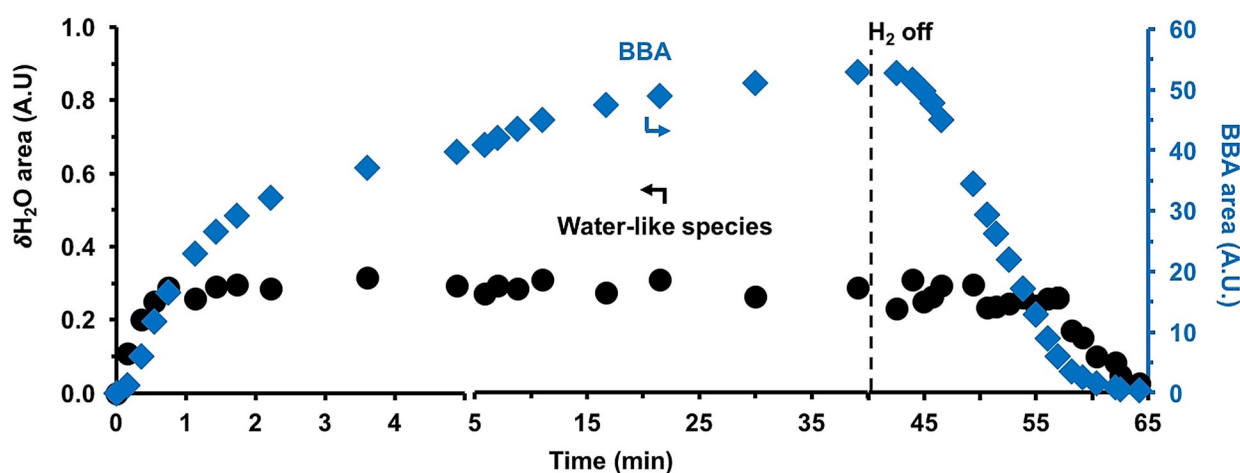 H₂ off
BBA
Water-like species
δH₂O area (A.U)
1.0
0.8
0.6
0.4
0.2
0.0
60
50
40
30
20
10
0
BBA area (A.U.)
0 1 2 3 4 5 15 25 35 45 55 65
Time (min)